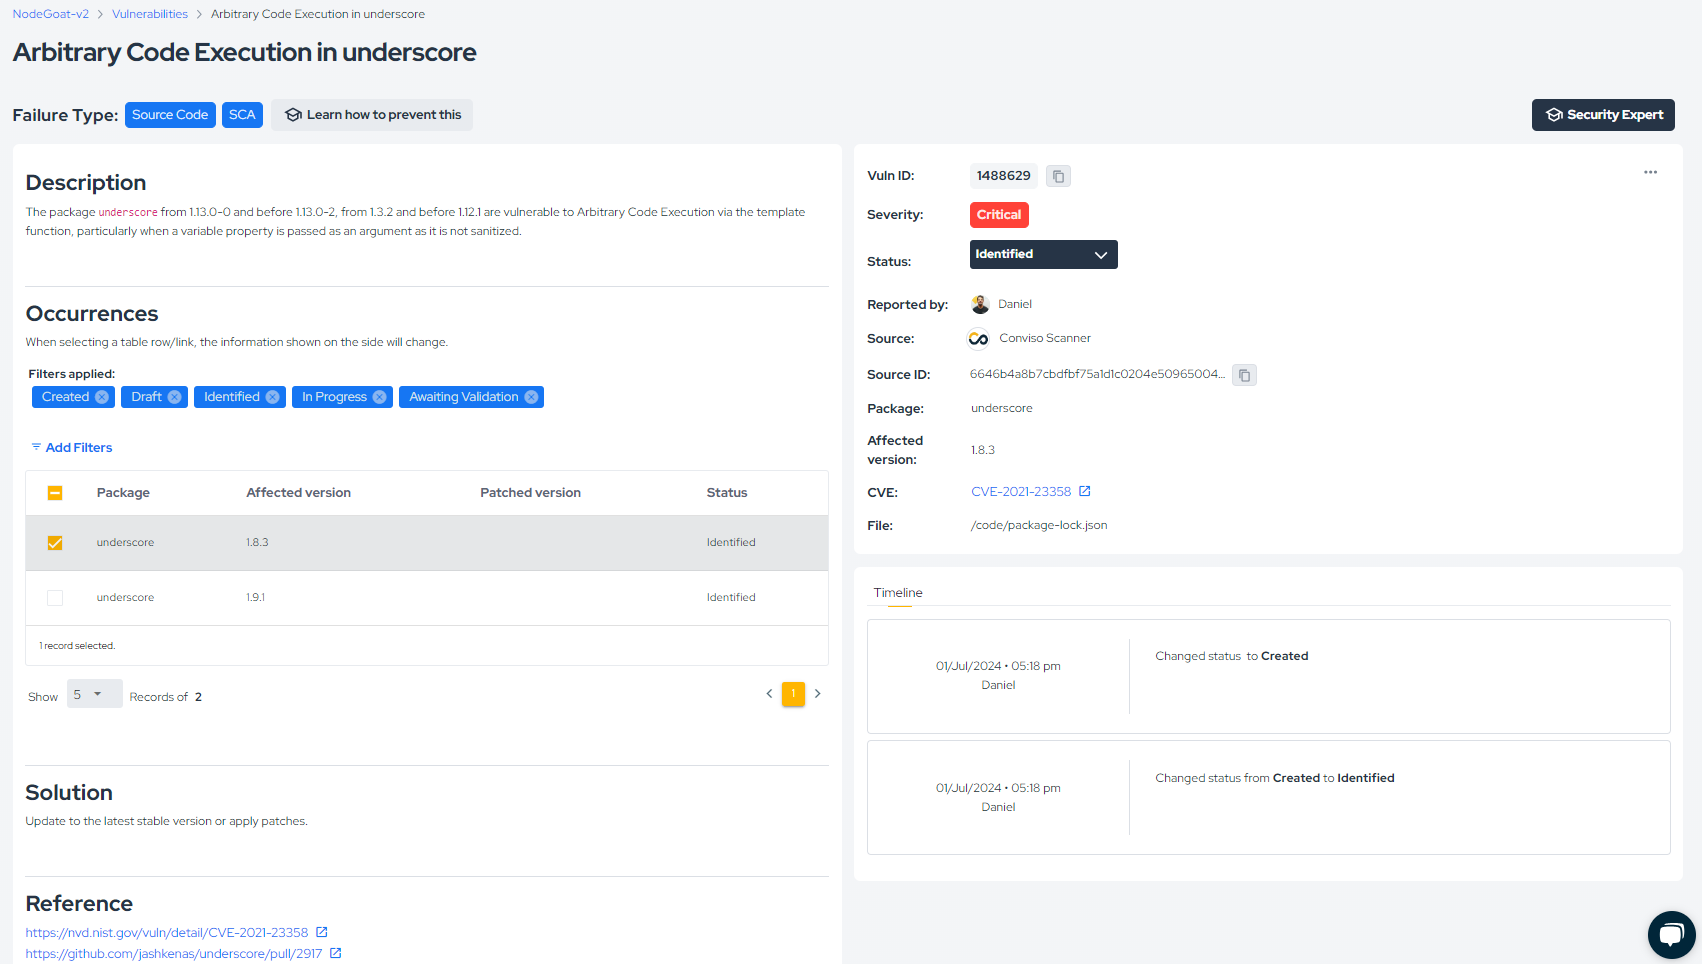 NodeGoat-v2 > Vulnerabilities > Arbitrary Code Execution in underscore
Arbitrary Code Execution in underscore
Failure Type: Source Code SCA Learn how to prevent this
Security Expert
Description
The package underscore from 1.13.0-0 and before 1.13.0-2, from 1.3.2 and before 1.12.1 are vulnerable to Arbitrary Code Execution via the template
function, particularly when a variable property is passed as an argument as it is not sanitized.
Occurrences
When selecting a table row/link, the information shown on the side will change.
Filters applied:
Created Draft Identified In Progress Awaiting Validation
Add Filters
Package Affected version Patched version Status
underscore 1.8.3 Identified
underscore 1.9.1 Identified
1 record selected.
Show 5 Records of 2
1
Solution
Update to the latest stable version or apply patches.
Reference
https://nvd.nist.gov/vuln/detail/CVE-2021-23358
https://github.com/jashkenas/underscore/pull/2917
Vuln ID: 1488629
Severity: Critical
Status: Identified
Reported by: Daniel
Source: Conviso Scanner
Source ID: 6646b4a8b7cbdfbf75a1d1c0204e50965004...
Package: underscore
Affected
version: 1.8.3
CVE: CVE-2021-23358
File: /code/package-lock.json
Timeline
01/Jul/2024 • 05:18 pm
Daniel
Changed status to Created
01/Jul/2024 • 05:18 pm
Daniel
Changed status from Created to Identified